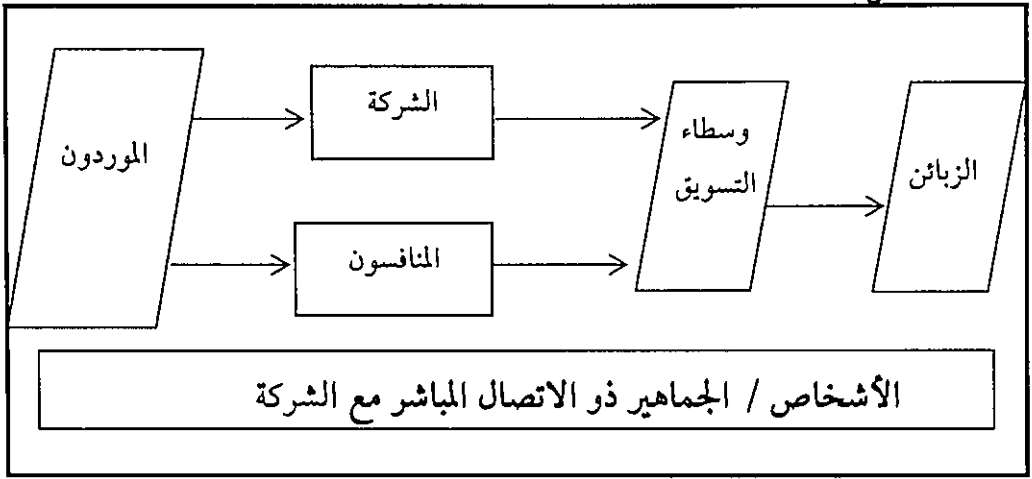 الموردون
الشركة
المنافسون
وسطاء
التسويق
الزبائن
الأشخاص / الجماهير ذو الاتصال المباشر مع الشركة